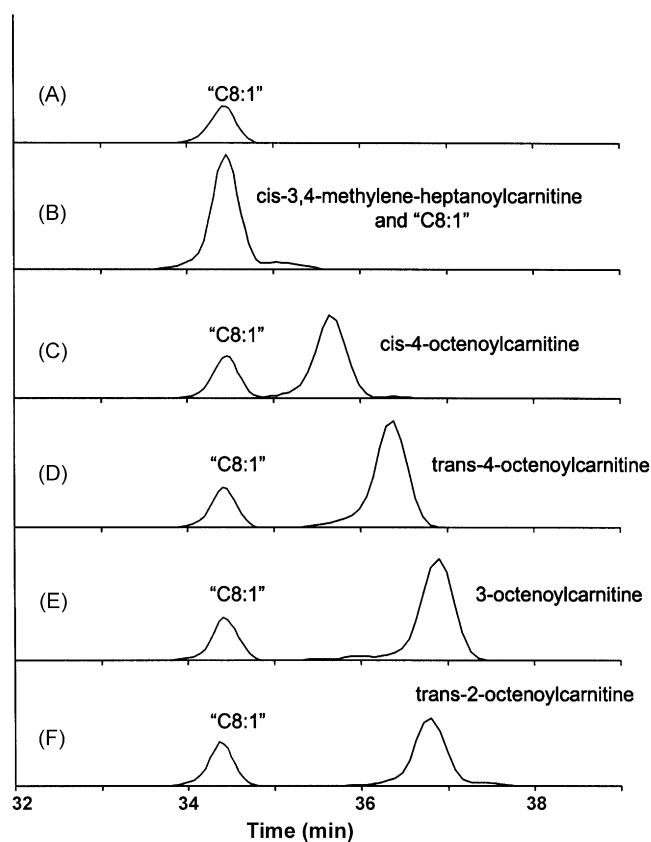 (A)
“C8:1”
(B)
cis-3,4-methylene-heptanoylcarnitine
and “C8:1”
(C)
“C8:1”
cis-4-octenoylcarnitine
(D)
“C8:1”
trans-4-octenoylcarnitine
(E)
“C8:1”
3-octenoylcarnitine
(F)
“C8:1”
trans-2-octenoylcarnitine
32 34 36 38
Time (min)